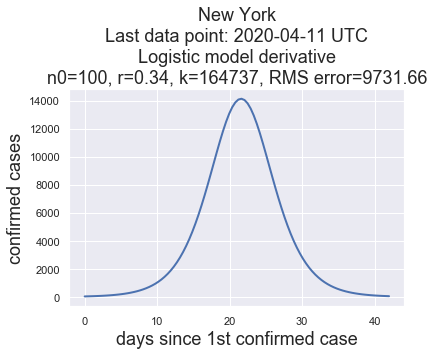 New York
Last data point: 2020-04-11 UTC
Logistic model derivative
n0=100, r=0.34, k=164737, RMS error=9731.66
14000
12000
10000
8000
6000
4000
2000
0
confirmed cases
0 10 20 30 40
days since 1st confirmed case